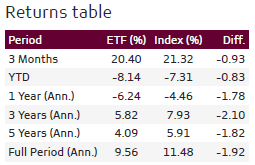 Returns table
Period ETF (%) Index (%) Diff.
3 Months 20.40 21.32 -0.93
YTD -8.14 -7.31 -0.83
1 Year (Ann.) -6.24 -4.46 -1.78
3 Years (Ann.) 5.82 7.93 -2.10
5 Years (Ann.) 4.09 5.91 -1.82
Full Period (Ann.) 9.56 11.48 -1.92